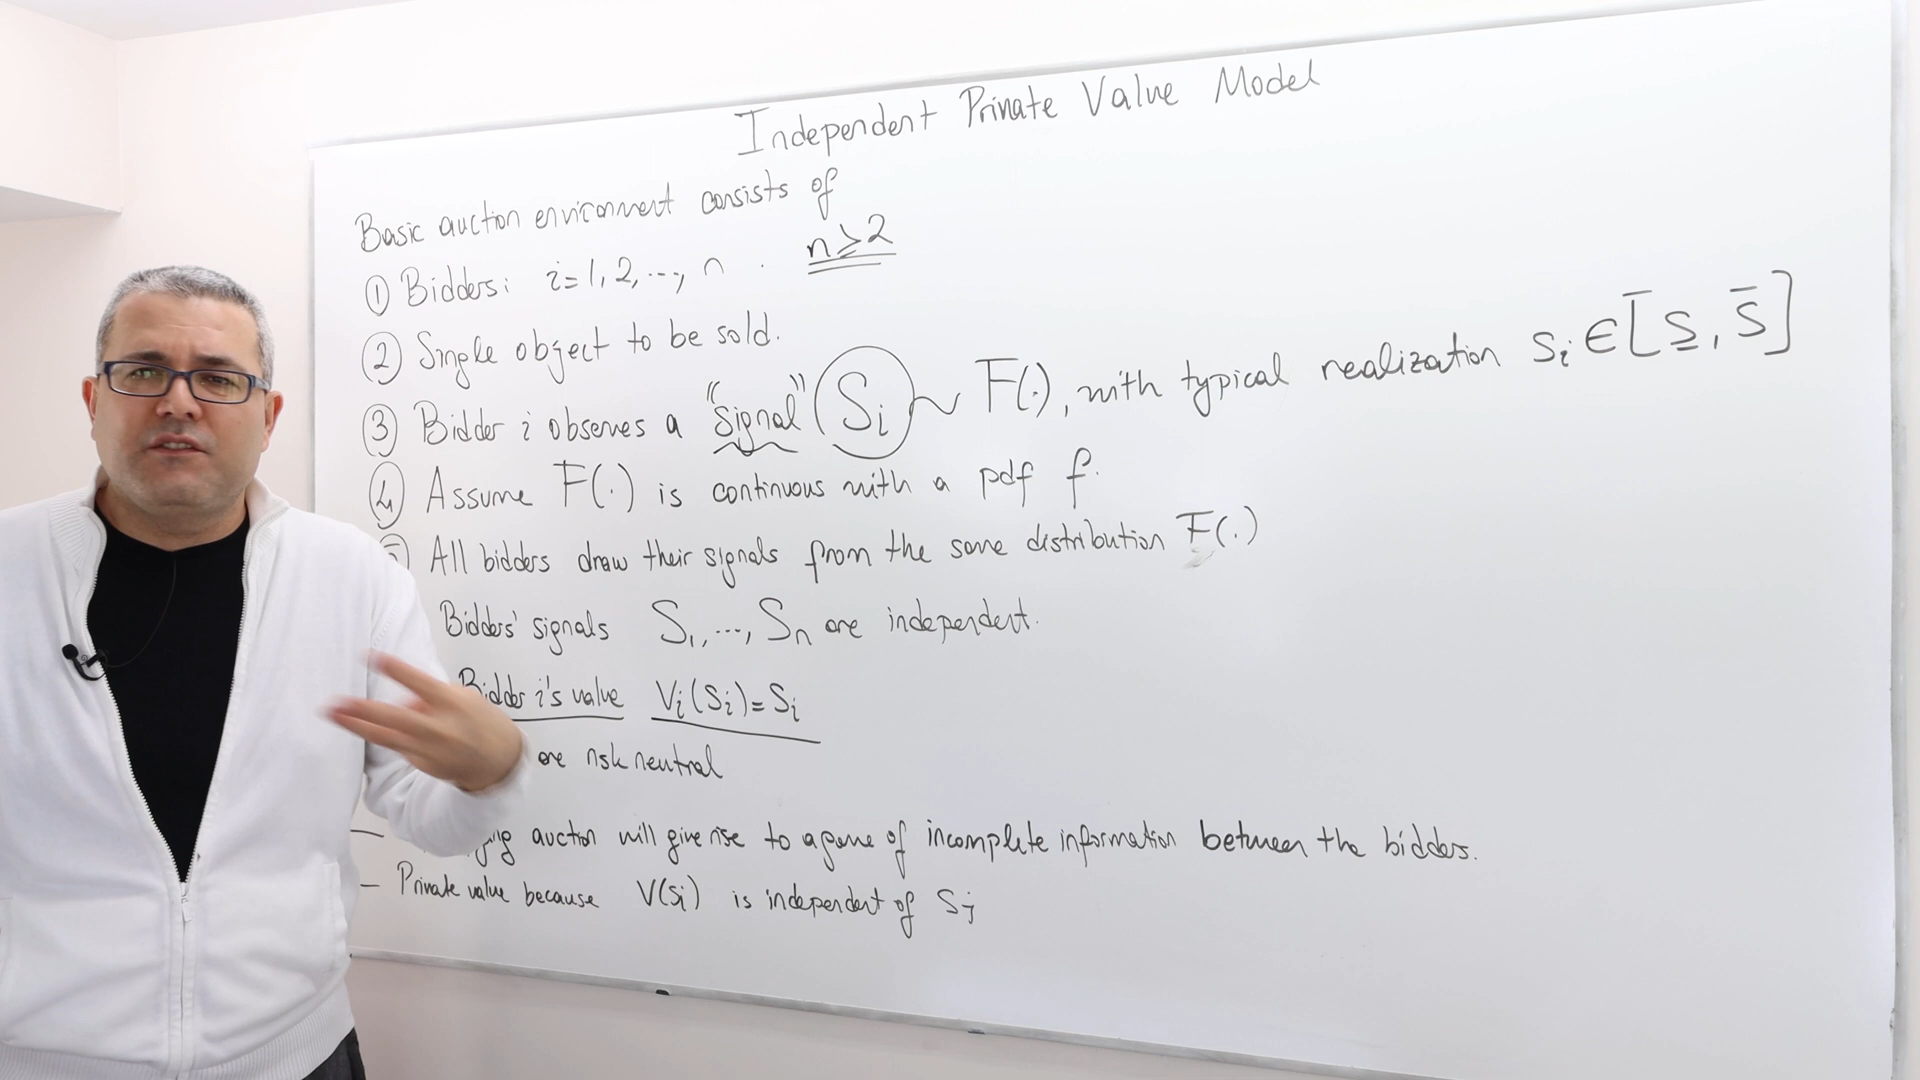 Independent Private Value Model
Basic auction environment consists of
① Bidders: i=1,2,...,n . n≥2
② Single object to be sold.
③ Bidder i observes a "signal" Si ~ F(.), with typical realization si ∈ [s̲, s̄]
④ Assume F(.) is continuous with a pdf f.
All bidders draw their signals from the same distribution F(.)
Bidders' signals S1,...,Sn are independent.
Bidder i's value Vi(Si)=Si
are risk neutral
— auction will give rise to a game of incomplete information between the bidders.
— Private value because V(Si) is independent of Sj